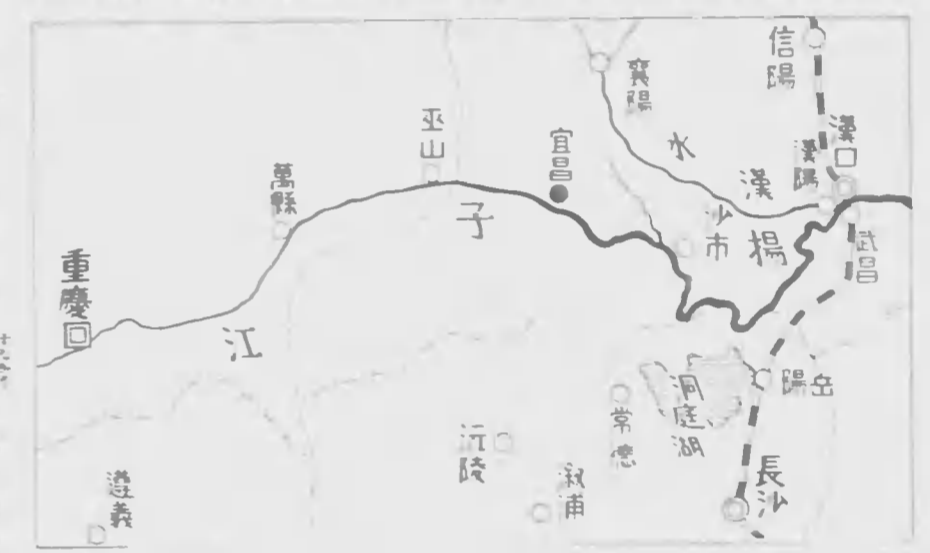 信陽
襄陽
漢口
漢陽
水
漢
宜昌
巫山
萬縣
子
沙市
揚
武昌
重慶
江
岳陽
洞庭湖
常德
沅陵
漵浦
長沙
遵義